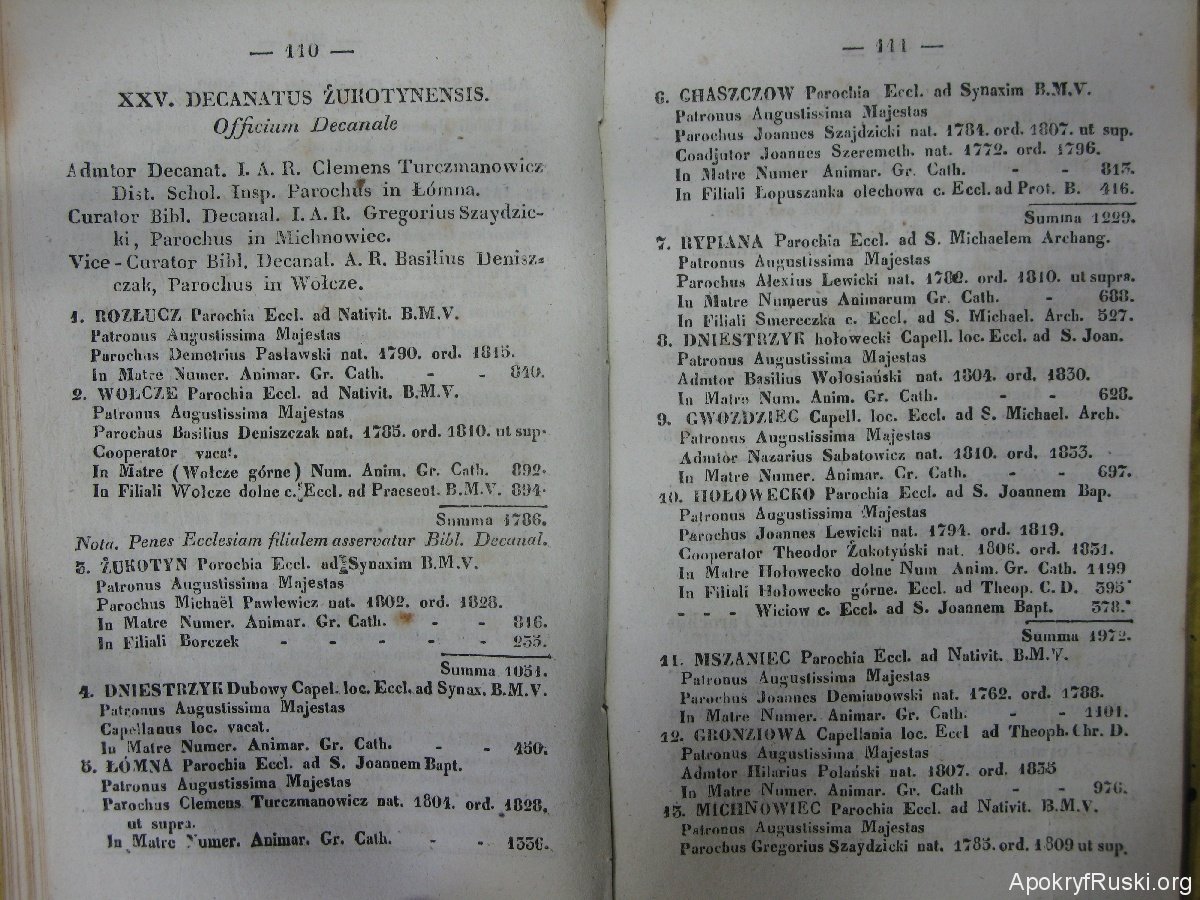 — 110 —
XXV. DECANATUS ŻUKOTYNENSIS.
Officium Decanale
Admtor Decanat. I. A. R. Clemens Turczmanowicz
Dist. Schol. Insp. Parochus in Łómna.
Curator Bibl. Decanal. I. A. R. Gregorius Szaydzic-
ki, Parochus in Michnowiec.
Vice-Curator Bibl. Decanal. A. R. Basilius Denisz-
czak, Parochus in Wołcze.
1. ROZŁUCZ Parochia Eccl. ad Nativit. B.M.V.
Patronus Augustissima Majestas
Parochus Demetrius Pasławski nat. 1790. ord. 1815.
In Matre Numer. Animar. Gr. Cath. - - 840.
2. WOŁCZE Parochia Eccl. ad Nativit. B.M.V.
Patronus Augustissima Majestas
Parochus Basilius Deniszczak nat. 1785. ord. 1810. ut sup.
Cooperator vacat.
In Matre (Wołcze górne) Num. Anim. Gr. Cath. 892.
In Filiali Wołcze dolne c. Eccl. ad Praesent. B.M.V. 894.
Summa 1786.
Nota. Penes Ecclesiam filialem asservatur Bibl. Decanal.
3. ŻUKOTYN Porochia Eccl. ad Synaxim B.M.V.
Patronus Augustissima Majestas
Parochus Michaël Pawlewicz nat. 1802. ord. 1828.
In Matre Numer. Animar. Gr. Cath. - - 816.
In Filiali Borczek - - - - - 235.
Summa 1051.
4. DNIESTRZYK Dubowy Capel. loc. Eccl. ad Synax. B.M.V.
Patronus Augustissima Majestas
Capellanus loc. vacat.
In Matre Numer. Animar. Gr. Cath. - - 450.
5. ŁÓMNA Parochia Eccl. ad S. Joannem Bapt.
Patronus Augustissima Majestas
Parochus Clemens Turczmanowicz nat. 1804. ord. 1828.
ut supra.
In Matre Numer. Animar. Gr. Cath. - - 1336.
— 111 —
6. CHASZCZOW Parochia Eccl. ad Synaxim B.M.V.
Patronus Augustissima Majestas
Parochus Joannes Szajdzicki nat. 1784. ord. 1807. ut sup.
Coadjutor Joannes Szeremeth. nat. 1772. ord. 1796.
In Matre Numer Animar. Gr. Cath. - - 813.
In Filiali Łopuszanka olechowa c. Eccl. ad Prot. B. 416.
Summa 1229.
7. RYPIANA Parochia Eccl. ad S. Michaelem Archang.
Patronus Augustissima Majestas
Parochus Alexius Lewicki nat. 1782. ord. 1810. ut supra.
In Matre Numerus Animarum Gr. Cath. - 688.
In Filiali Smereczka c. Eccl. ad S. Michael. Arch. 527.
8. DNIESTRZYK hołowecki Capell. loc. Eccl. ad S. Joan.
Patronus Augustissima Majestas
Admtor Basilius Wołosiański nat. 1804. ord. 1830.
In Matre Num. Anim. Gr. Cath. - - 628.
9. GWOZDZIEC Capell. loc. Eccl. ad S. Michael. Arch.
Patronus Augustissima Majestas
Admtor Nazarius Sabatowicz nat. 1810. ord. 1833.
In Matre Numer. Animar. Gr. Cath. - - 697.
10. HOŁOWECKO Parochia Eccl. ad S. Joannem Bap.
Patronus Augustissima Majestas
Parochus Joannes Lewicki nat. 1794. ord. 1819.
Cooperator Theodor Żukotyński nat. 1806. ord. 1831.
In Matre Hołowecko dolne Num Anim. Gr. Cath. 1199
In Filiali Hołowecko górne. Eccl. ad Theop. C. D. 395
- - - Wiciow c. Eccl. ad S. Joannem Bapt. 378.
Summa 1972.
11. MSZANIEC Parochia Eccl. ad Nativit. B.M.V.
Patronus Augustissima Majestas
Parochus Joannes Demianowski nat. 1762. ord. 1788.
In Matre Numer. Animar. Gr. Cath. - - 1101.
12. GRONZIOWA Capellania loc. Eccl ad Theoph. Chr. D.
Patronus Augustissima Majestas
Admtor Hilarius Polański nat. 1807. ord. 1835
In Matre Numer. Animar. Gr. Cath - - 976.
13. MICHNOWIEC Parochia Eccl. ad Nativit. B.M.V.
Patronus Augustissima Majestas
Parochus Gregorius Szaydzicki nat. 1785. ord. 1809 ut sup.
ApokryfRuski.org